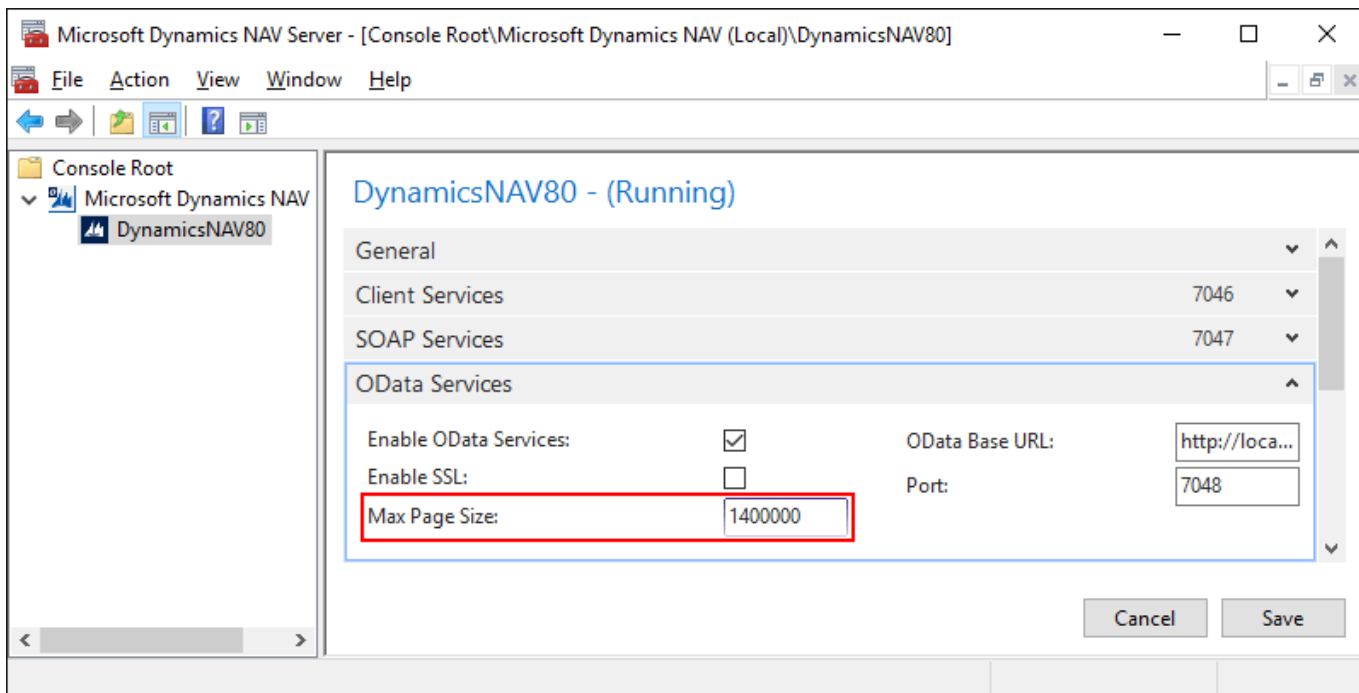 Microsoft Dynamics NAV Server - [Console Root\Microsoft Dynamics NAV (Local)\DynamicsNAV80]
File Action View Window Help
Console Root
Microsoft Dynamics NAV
DynamicsNAV80
DynamicsNAV80 - (Running)
General
Client Services 7046
SOAP Services 7047
OData Services
Enable OData Services: OData Base URL: http://loca...
Enable SSL: Port: 7048
Max Page Size: 1400000
Cancel Save